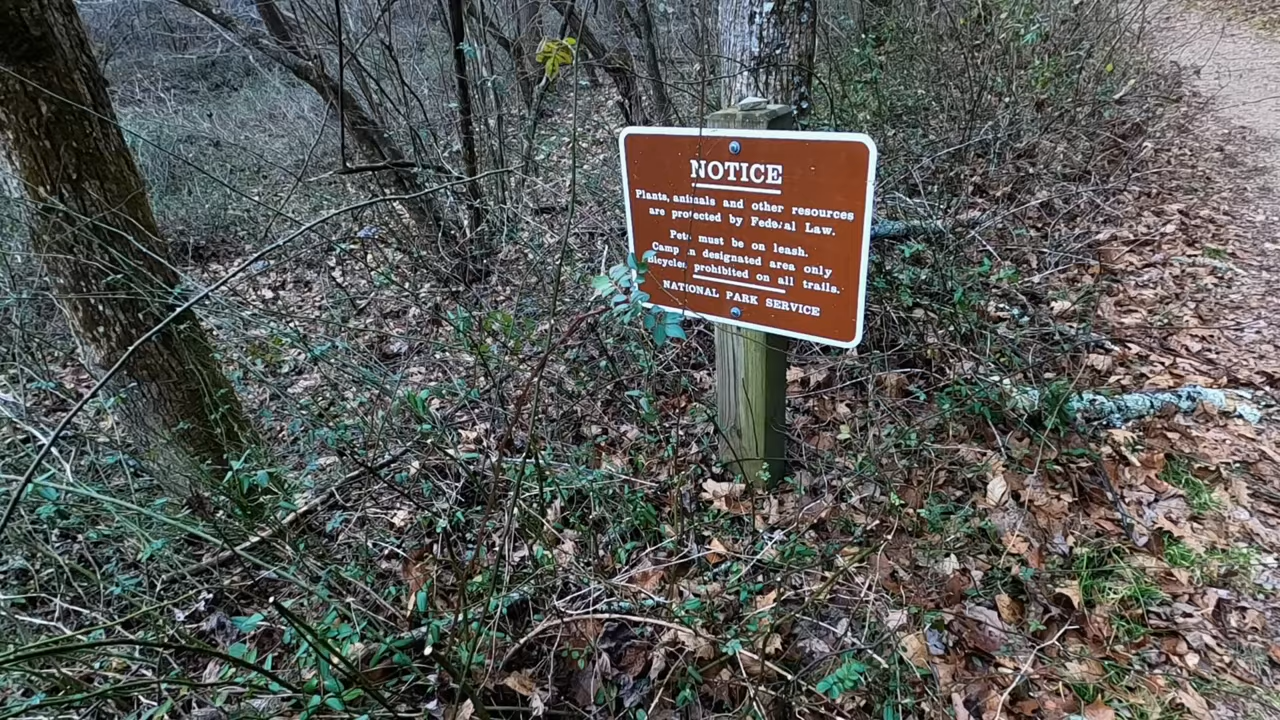 NOTICE
Plants, animals and other resources
are protected by Federal Law.
Pets must be on leash.
Camp in designated area only
Bicycles prohibited on all trails.
NATIONAL PARK SERVICE